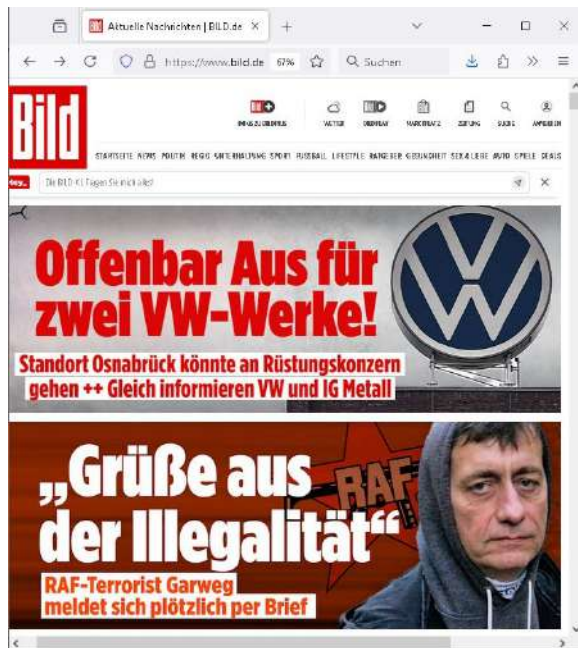 Aktuelle Nachrichten | BILD.de
https://www.bild.de 67% Suchen
Bild
STARTSEITE NEWS POLITIK REGIO UNTERHALTUNG SPORT FUSSBALL LIFESTYLE RATGEBER GESUNDHEIT SEX & LIEBE AUTO SPIELE DEALS
Hey_
Offenbar Aus für
zwei VW-Werke!
Standort Osnabrück könnte an Rüstungskonzern
gehen ++ Gleich informieren VW und IG Metall
„Grüße aus
der Illegalität“
RAF
RAF-Terrorist Garweg
meldet sich plötzlich per Brief